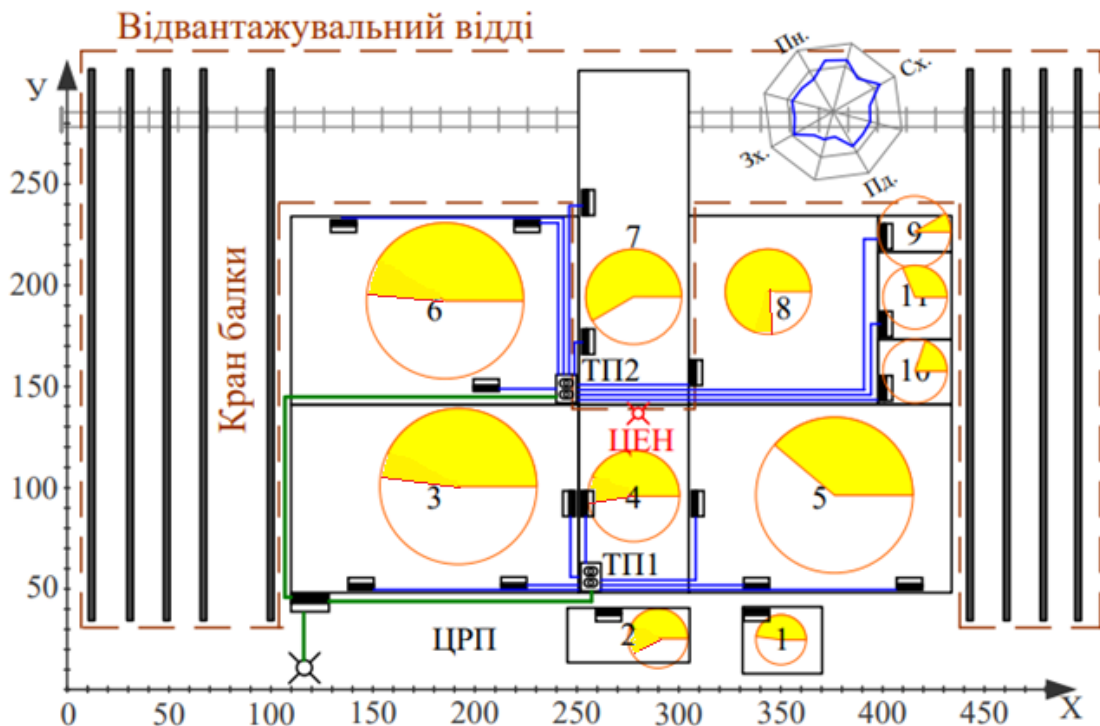 Відвантажувальний відді
Пн.
Сх.
Зх.
Пд.
У
250
200
150
100
50
Кран балки
7
9
6
8
11
10
ТП2
ЦЕН
3
4
5
ТП1
ЦРП
2
1
0 50 100 150 200 250 300 350 400 450 Х